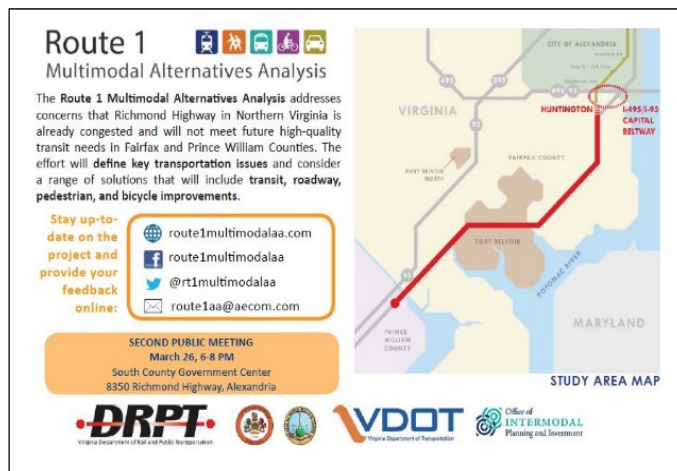 Route 1
Multimodal Alternatives Analysis
The Route 1 Multimodal Alternatives Analysis addresses
concerns that Richmond Highway in Northern Virginia is
already congested and will not meet future high-quality
transit needs in Fairfax and Prince William Counties. The
effort will define key transportation issues and consider
a range of solutions that will include transit, roadway,
pedestrian, and bicycle improvements.
Stay up-
to-date on the
project and
provide your
feedback
online:
route1multimodalaa.com
route1multimodalaa
@rt1multimodalaa
route1aa@aecom.com
SECOND PUBLIC MEETING
March 26, 6-8 PM
South County Government Center
8350 Richmond Highway, Alexandria
CITY OF ALEXANDRIA
495
395
495
95
VIRGINIA
HUNTINGTON
I-495/I-95
CAPITAL
BELTWAY
95
FAIRFAX COUNTY
FORT BELVOIR
NORTH
FORT BELVOIR
POTOMAC RIVER
95
PRINCE
WILLIAM
COUNTY
MARYLAND
STUDY AREA MAP
DRPT
Virginia Department of Rail and Public Transportation
VDOT
Virginia Department of Transportation
Office of
INTERMODAL
Planning and Investment